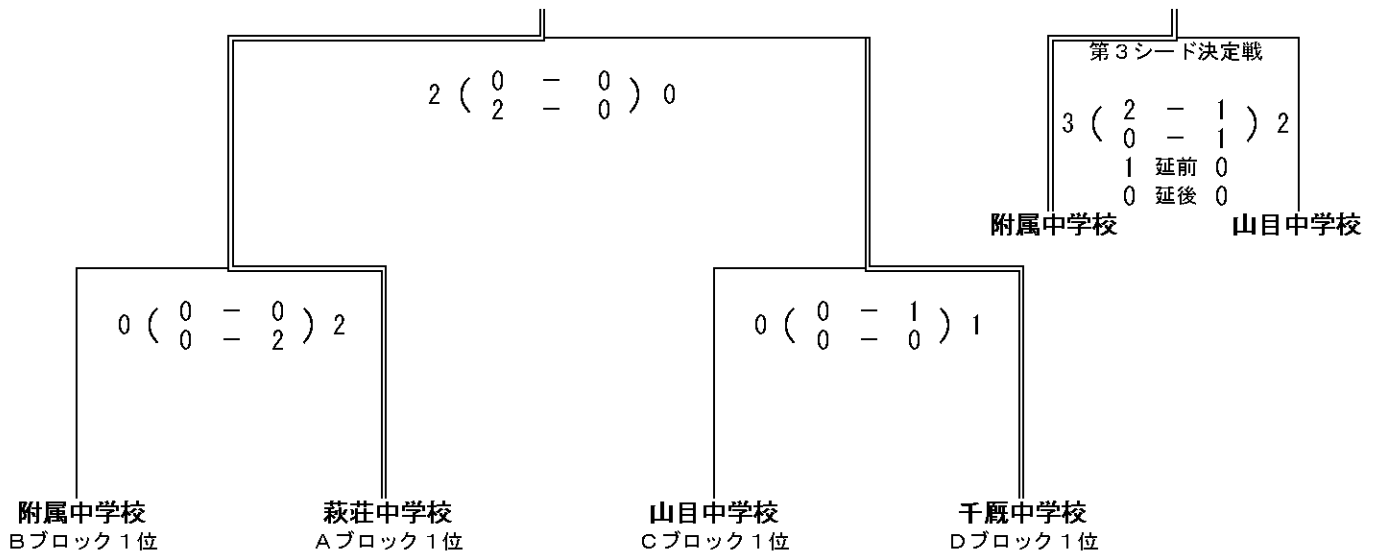 第3シード決定戦
2 ( 0 － 0 ) 0
2 － 0
3 ( 2 － 1 ) 2
0 － 1
1 延前 0
0 延後 0
附属中学校 山目中学校
0 ( 0 － 0 ) 2
0 － 2
0 ( 0 － 1 ) 1
0 － 0
附属中学校 萩荘中学校 山目中学校 千厩中学校
Bブロック1位 Aブロック1位 Cブロック1位 Dブロック1位